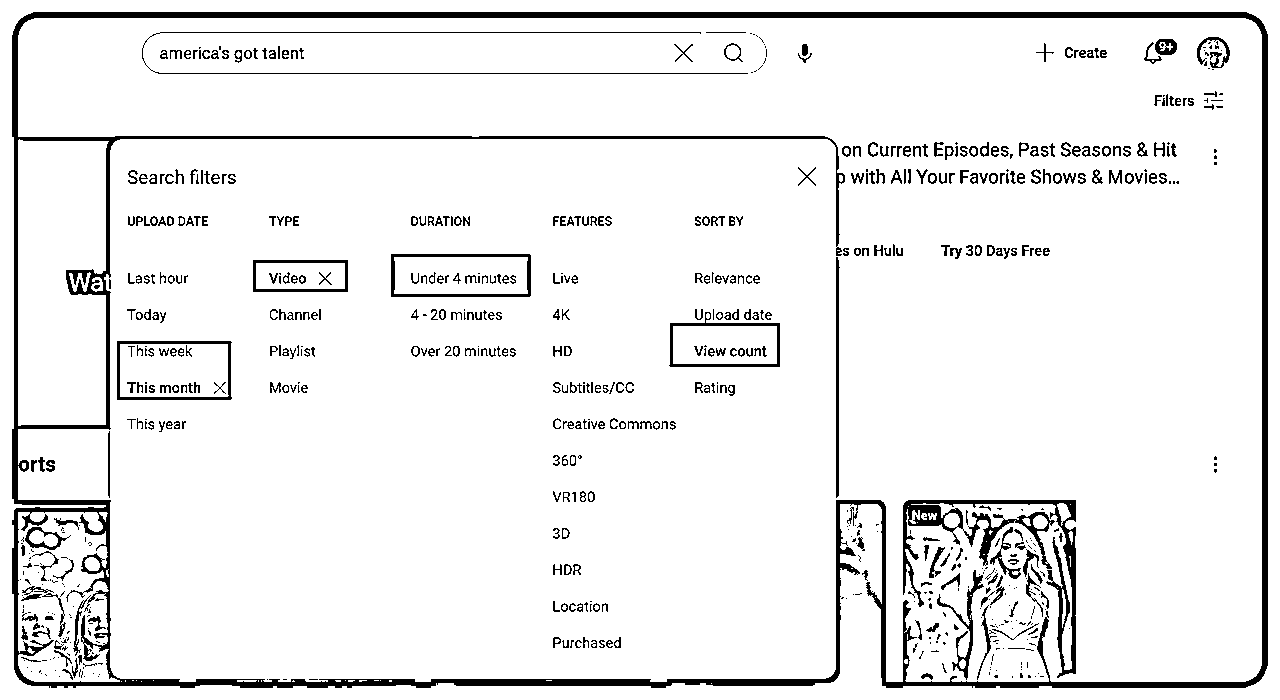 america's got talent
Create
9+
Filters
on Current Episodes, Past Seasons & Hit
p with All Your Favorite Shows & Movies...
es on Hulu
Try 30 Days Free
Wat
Search filters
UPLOAD DATE
Last hour
Today
This week
This month
This year
TYPE
Video
Channel
Playlist
Movie
DURATION
Under 4 minutes
4 - 20 minutes
Over 20 minutes
FEATURES
Live
4K
HD
Subtitles/CC
Creative Commons
360°
VR180
3D
HDR
Location
Purchased
SORT BY
Relevance
Upload date
View count
Rating
orts
New